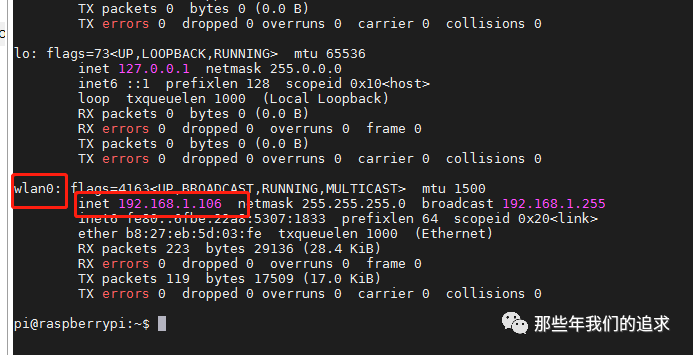 TX packets 0 bytes 0 (0.0 B)
TX errors 0 dropped 0 overruns 0 carrier 0 collisions 0
lo: flags=73<UP,LOOPBACK,RUNNING> mtu 65536
inet 127.0.0.1 netmask 255.0.0.0
inet6 ::1 prefixlen 128 scopeid 0x10<host>
loop txqueuelen 1000 (Local Loopback)
RX packets 0 bytes 0 (0.0 B)
RX errors 0 dropped 0 overruns 0 frame 0
TX packets 0 bytes 0 (0.0 B)
TX errors 0 dropped 0 overruns 0 carrier 0 collisions 0
wlan0: flags=4163<UP,BROADCAST,RUNNING,MULTICAST> mtu 1500
inet 192.168.1.106 netmask 255.255.255.0 broadcast 192.168.1.255
inet6 prefixlen 64 scopeid 0x20<link>
ether b8:27:eb:5d:03:fe txqueuelen 1000 (Ethernet)
RX packets 223 bytes 29136 (28.4 KiB)
RX errors 0 dropped 0 overruns 0 frame 0
TX packets 119 bytes 17509 (17.0 KiB)
TX errors 0 dropped 0 overruns 0 carrier 0 collisions 0
pi@raspberrypi:~$
那些年我们的追求